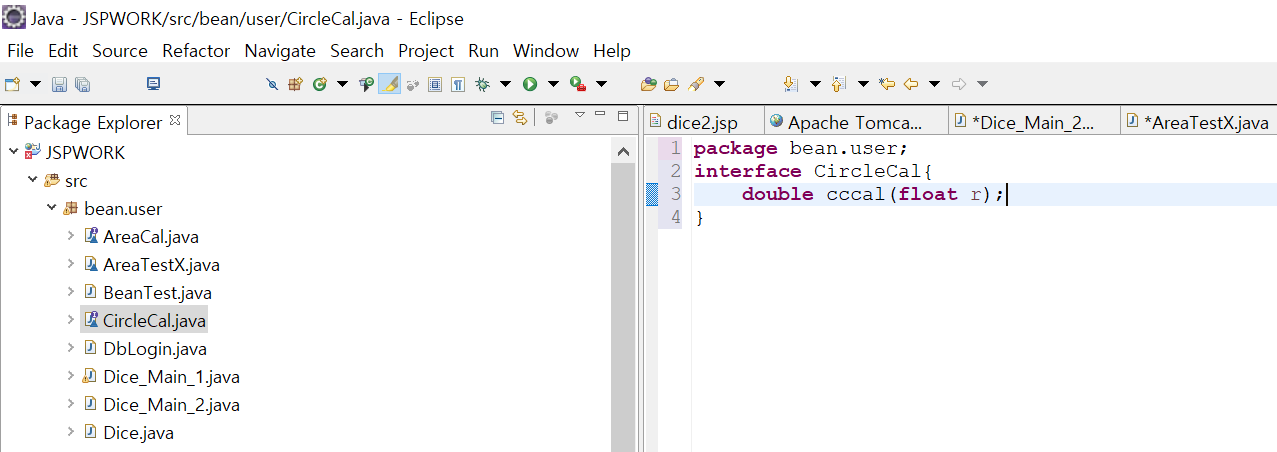 Java - JSPWORK/src/bean/user/CircleCal.java - Eclipse
File Edit Source Refactor Navigate Search Project Run Window Help
Package Explorer
dice2.jsp Apache Tomca... *Dice_Main_2... *AreaTestX.java
JSPWORK
src
bean.user
AreaCal.java
AreaTestX.java
BeanTest.java
CircleCal.java
DbLogin.java
Dice_Main_1.java
Dice_Main_2.java
Dice.java
1 package bean.user;
2 interface CircleCal{
3     double cccal(float r);
4 }